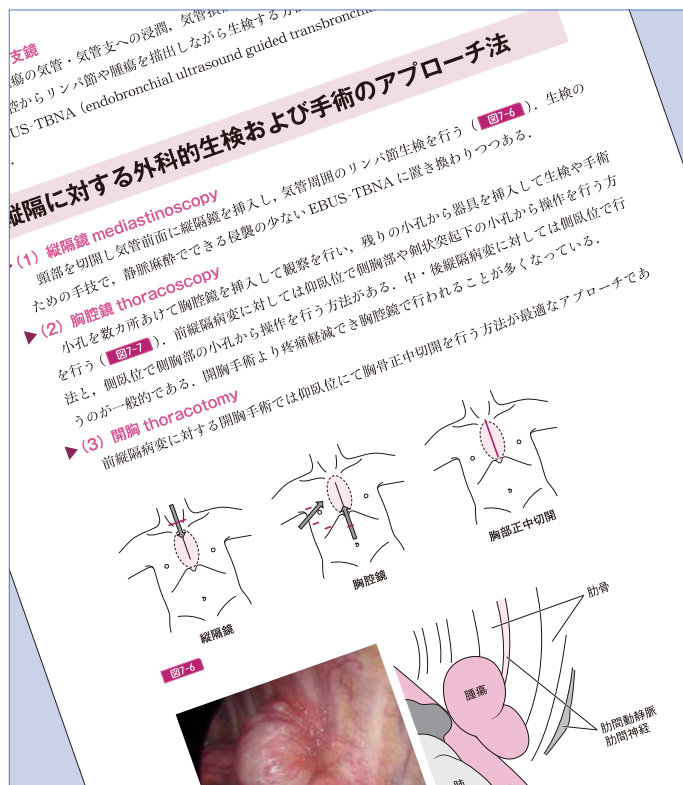 支鏡
瘍の気管・気管支への浸潤，気管損
腔からリンパ節や腫瘍を描出しながら生検する方
US-TBNA（endobronchial ultrasound guided transbronchi
．
縦隔に対する外科的生検および手術のアプローチ法
（1）縦隔鏡 mediastinoscopy
頸部を切開し気管前面に縦隔鏡を挿入し，気管周囲のリンパ節生検を行う（図7-6）．生検の
ための手技で，静脈麻酔でできる侵襲の少ない EBUS-TBNA に置き換わりつつある．
（2）胸腔鏡 thoracoscopy
小孔を数ヵ所あけて胸腔鏡を挿入して観察を行い，残りの小孔から器具を挿入して生検や手術
を行う（図7-7）．前縦隔病変に対しては仰臥位で側胸部や剣状突起下の小孔から操作を行う方
法と，側臥位で側胸部の小孔から操作を行う方法がある．中・後縦隔病変に対しては側臥位で行
うのが一般的である．開胸手術より疼痛軽減でき胸腔鏡で行われることが多くなっている．
（3）開胸 thoracotomy
前縦隔病変に対する開胸手術では仰臥位にて胸骨正中切開を行う方法が最適なアプローチであ
縦隔鏡
胸腔鏡
胸部正中切開
図7-6
肋骨
腫瘍
肋間動静脈
肋間神経
肺